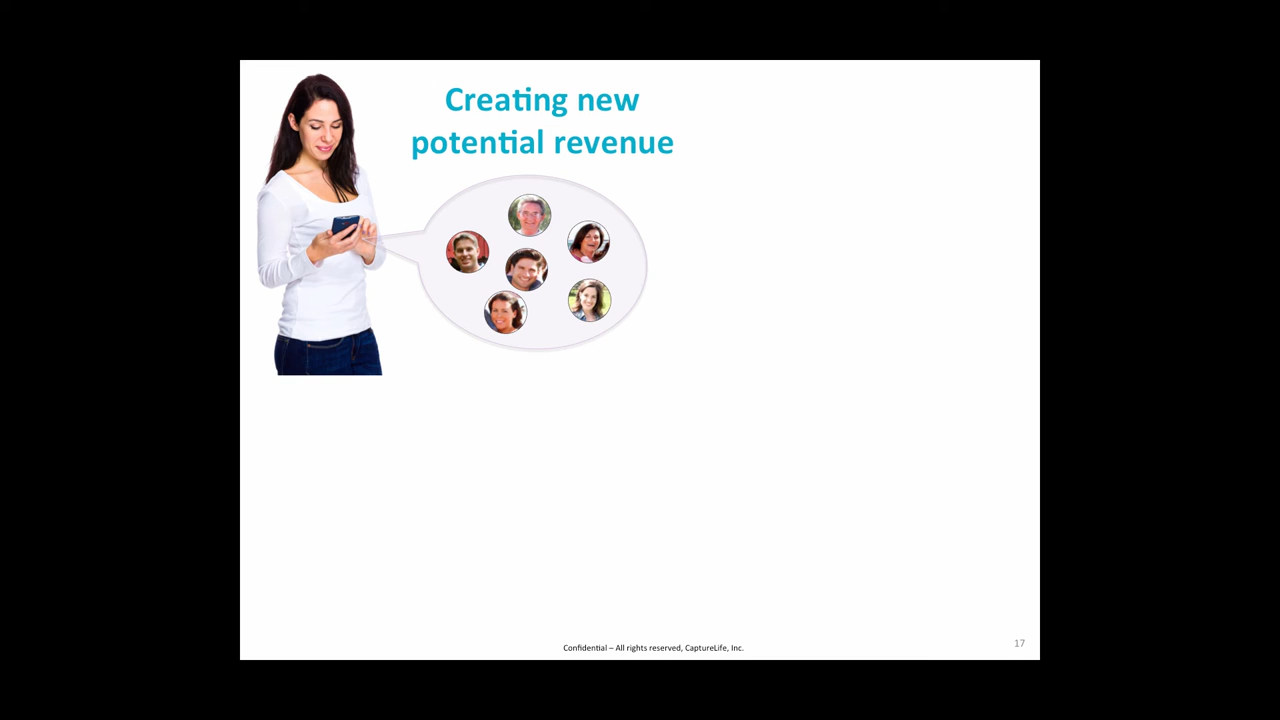 Creating new
potential revenue
Confidential – All rights reserved, CaptureLife, Inc.
17